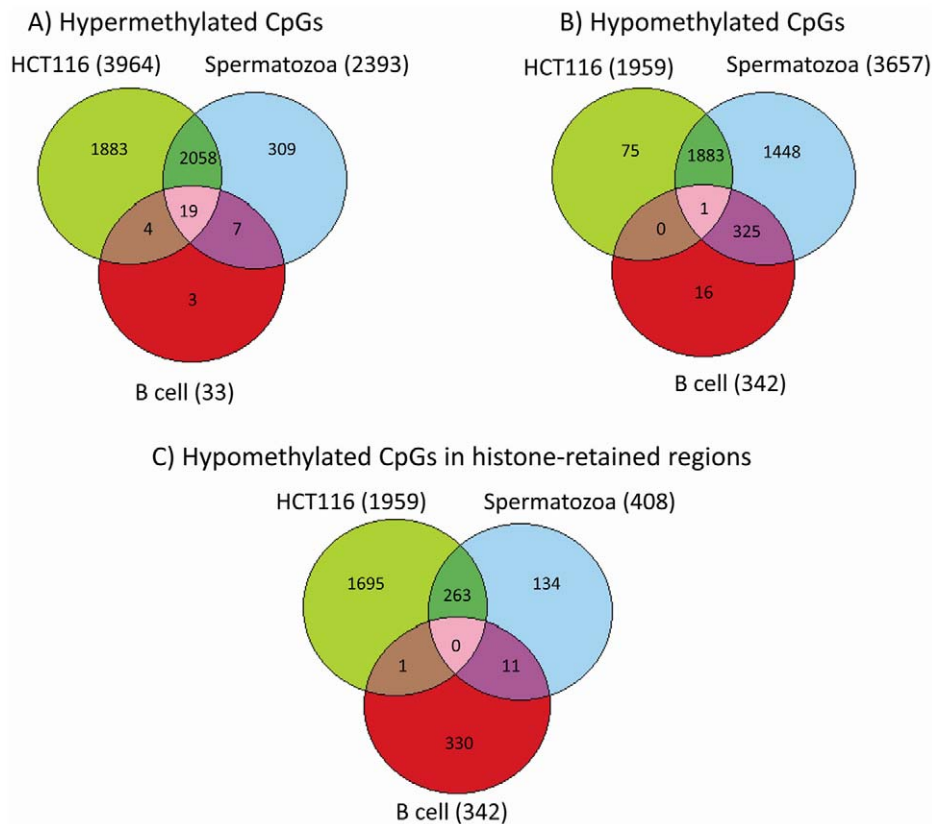 A) Hypermethylated CpGs
HCT116 (3964) Spermatozoa (2393)
1883 2058 309
19
4 7
3
B cell (33)
B) Hypomethylated CpGs
HCT116 (1959) Spermatozoa (3657)
75 1883 1448
1
0 325
16
B cell (342)
C) Hypomethylated CpGs in histone-retained regions
HCT116 (1959) Spermatozoa (408)
1695 263 134
0
1 11
330
B cell (342)